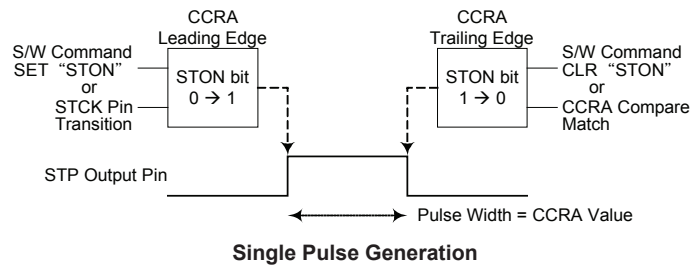 CCRA
Leading Edge
S/W Command
SET “STON”
or
STCK Pin
Transition
STON bit
0 → 1
CCRA
Trailing Edge
STON bit
1 → 0
S/W Command
CLR “STON”
or
CCRA Compare
Match
STP Output Pin
Pulse Width = CCRA Value
Single Pulse Generation